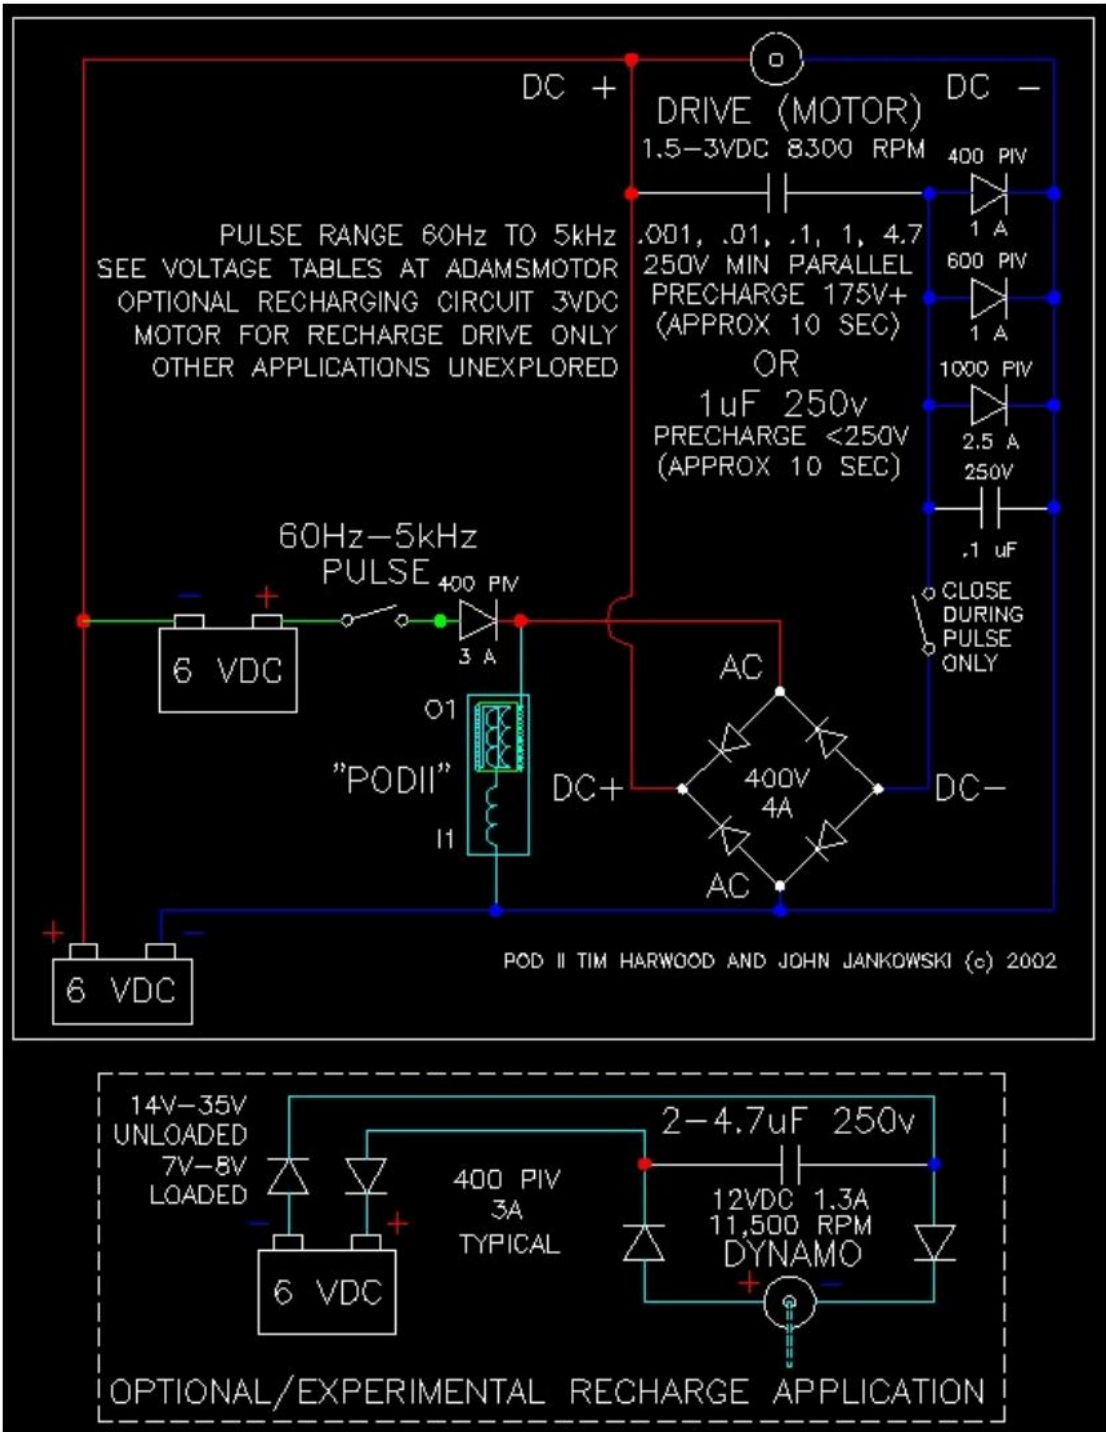 DC +
DC -
DRIVE (MOTOR)
1.5-3VDC 8300 RPM
400 PIV
1 A
PULSE RANGE 60Hz TO 5kHz
SEE VOLTAGE TABLES AT ADAMSMOTOR
OPTIONAL RECHARGING CIRCUIT 3VDC
MOTOR FOR RECHARGE DRIVE ONLY
OTHER APPLICATIONS UNEXPLORED
.001, .01, .1, 1, 4.7
250V MIN PARALLEL
PRECHARGE 175V+
(APPROX 10 SEC)
OR
1uF 250v
PRECHARGE <250V
(APPROX 10 SEC)
600 PIV
1 A
1000 PIV
2.5 A
250V
.1 uF
60Hz-5kHz
PULSE
400 PIV
3 A
- +
6 VDC
CLOSE
DURING
PULSE
ONLY
O1
"PODII"
I1
AC
DC+
400V
4A
DC-
AC
+ -
6 VDC
POD II TIM HARWOOD AND JOHN JANKOWSKI (c) 2002
14V-35V
UNLOADED
7V-8V
LOADED
- +
6 VDC
400 PIV
3A
TYPICAL
2-4.7uF 250v
12VDC 1.3A
11,500 RPM
DYNAMO
+ -
OPTIONAL/EXPERIMENTAL RECHARGE APPLICATION